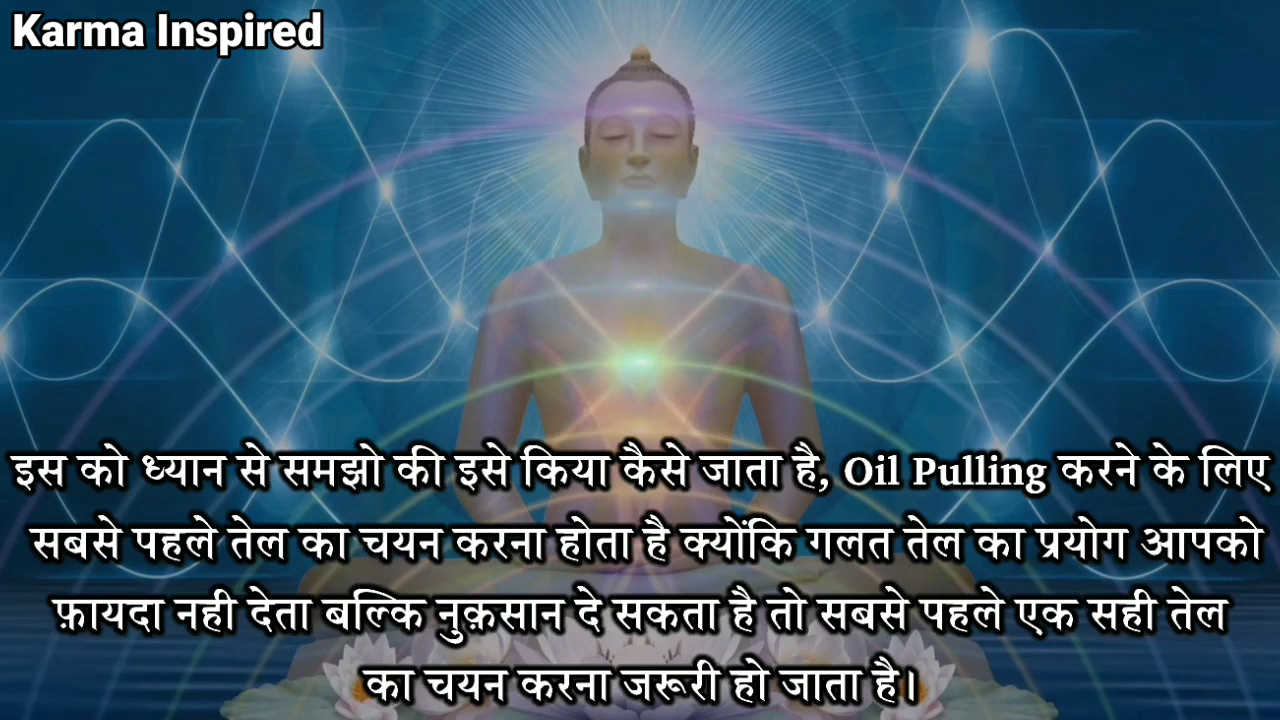 Karma Inspired
इस को ध्यान से समझो की इसे किया कैसे जाता है, Oil Pulling करने के लिए
सबसे पहले तेल का चयन करना होता है क्योंकि गलत तेल का प्रयोग आपको
फ़ायदा नही देता बल्कि नुक़सान दे सकता है तो सबसे पहले एक सही तेल
का चयन करना जरूरी हो जाता है।